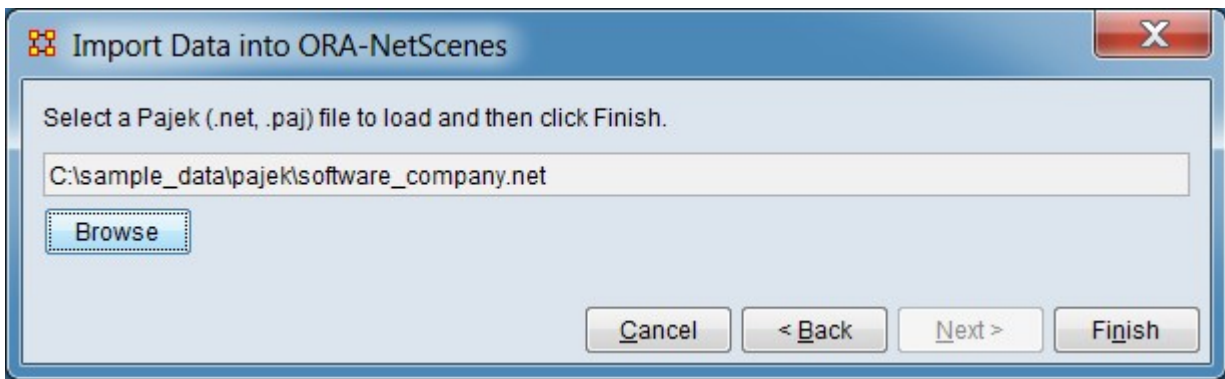 Import Data into ORA-NetScenes
X
Select a Pajek (.net, .paj) file to load and then click Finish.
C:\sample_data\pajek\software_company.net
Browse
Cancel < Back Next > Finish